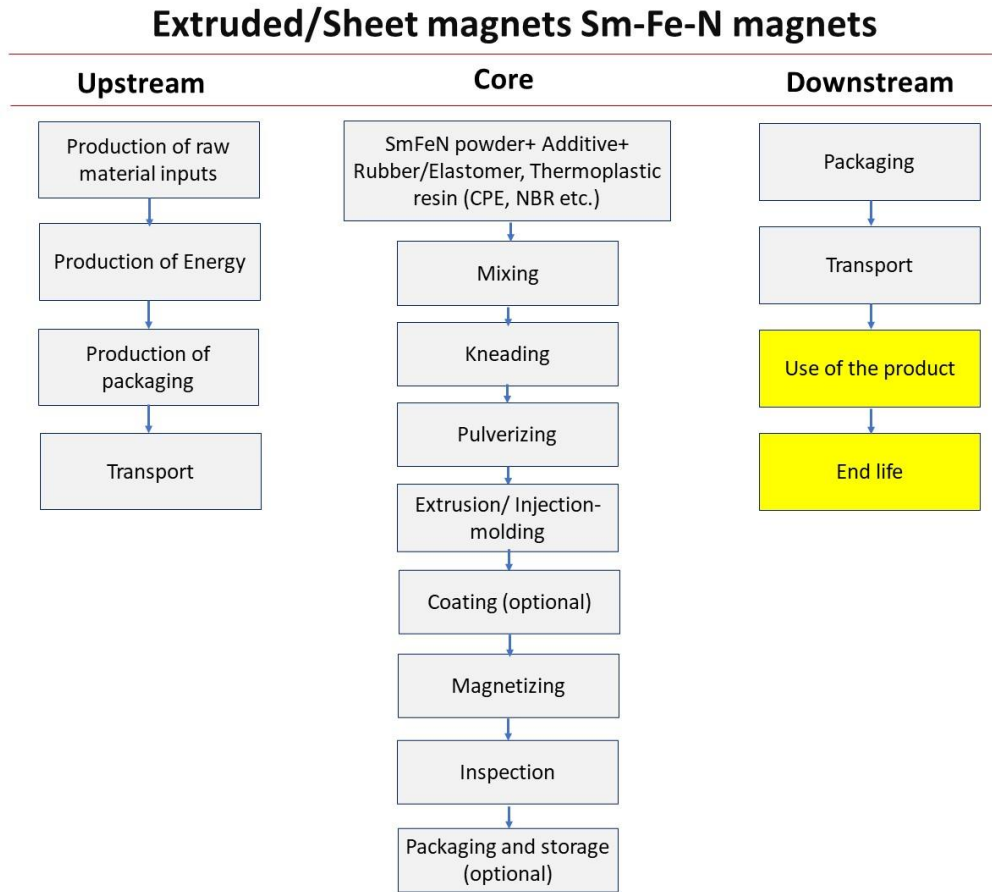 Extruded/Sheet magnets Sm-Fe-N magnets
Upstream
Core
Downstream
Production of raw
material inputs
Production of Energy
Production of
packaging
Transport
SmFeN powder+ Additive+
Rubber/Elastomer, Thermoplastic
resin (CPE, NBR etc.)
Mixing
Kneading
Pulverizing
Extrusion/ Injection-
molding
Coating (optional)
Magnetizing
Inspection
Packaging and storage
(optional)
Packaging
Transport
Use of the product
End life